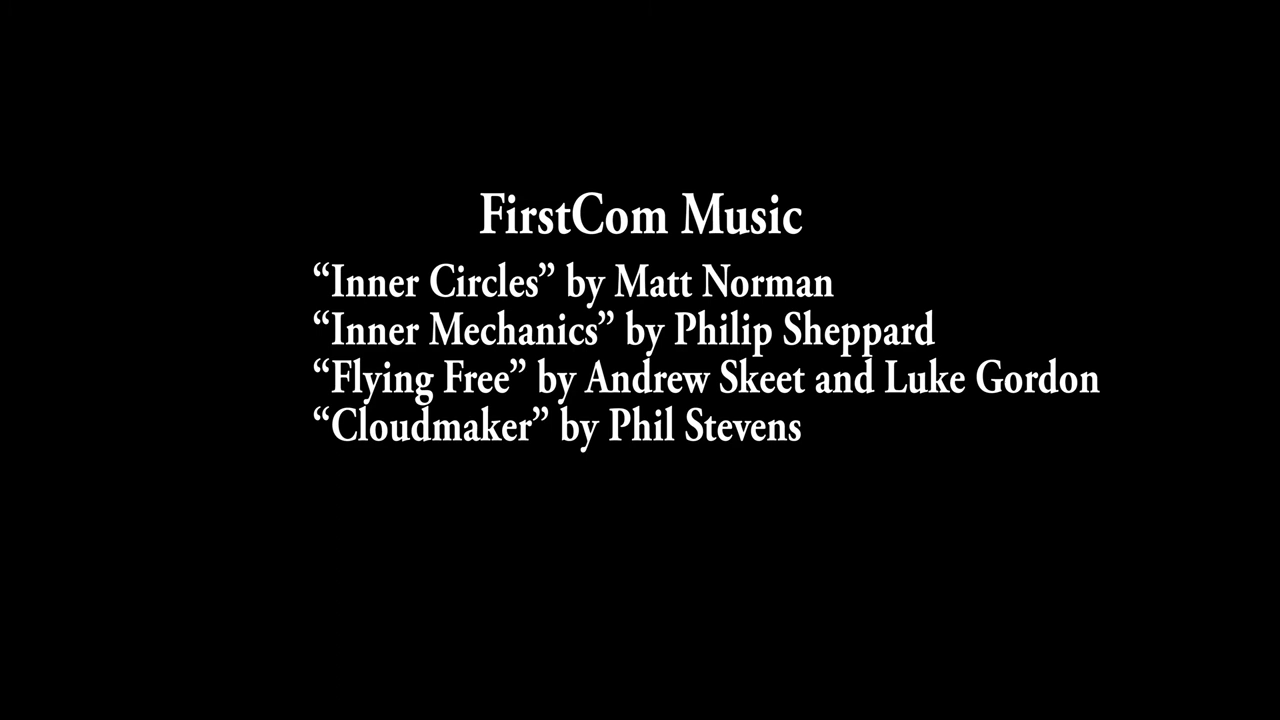 FirstCom Music
“Inner Circles” by Matt Norman
“Inner Mechanics” by Philip Sheppard
“Flying Free” by Andrew Skeet and Luke Gordon
“Cloudmaker” by Phil Stevens